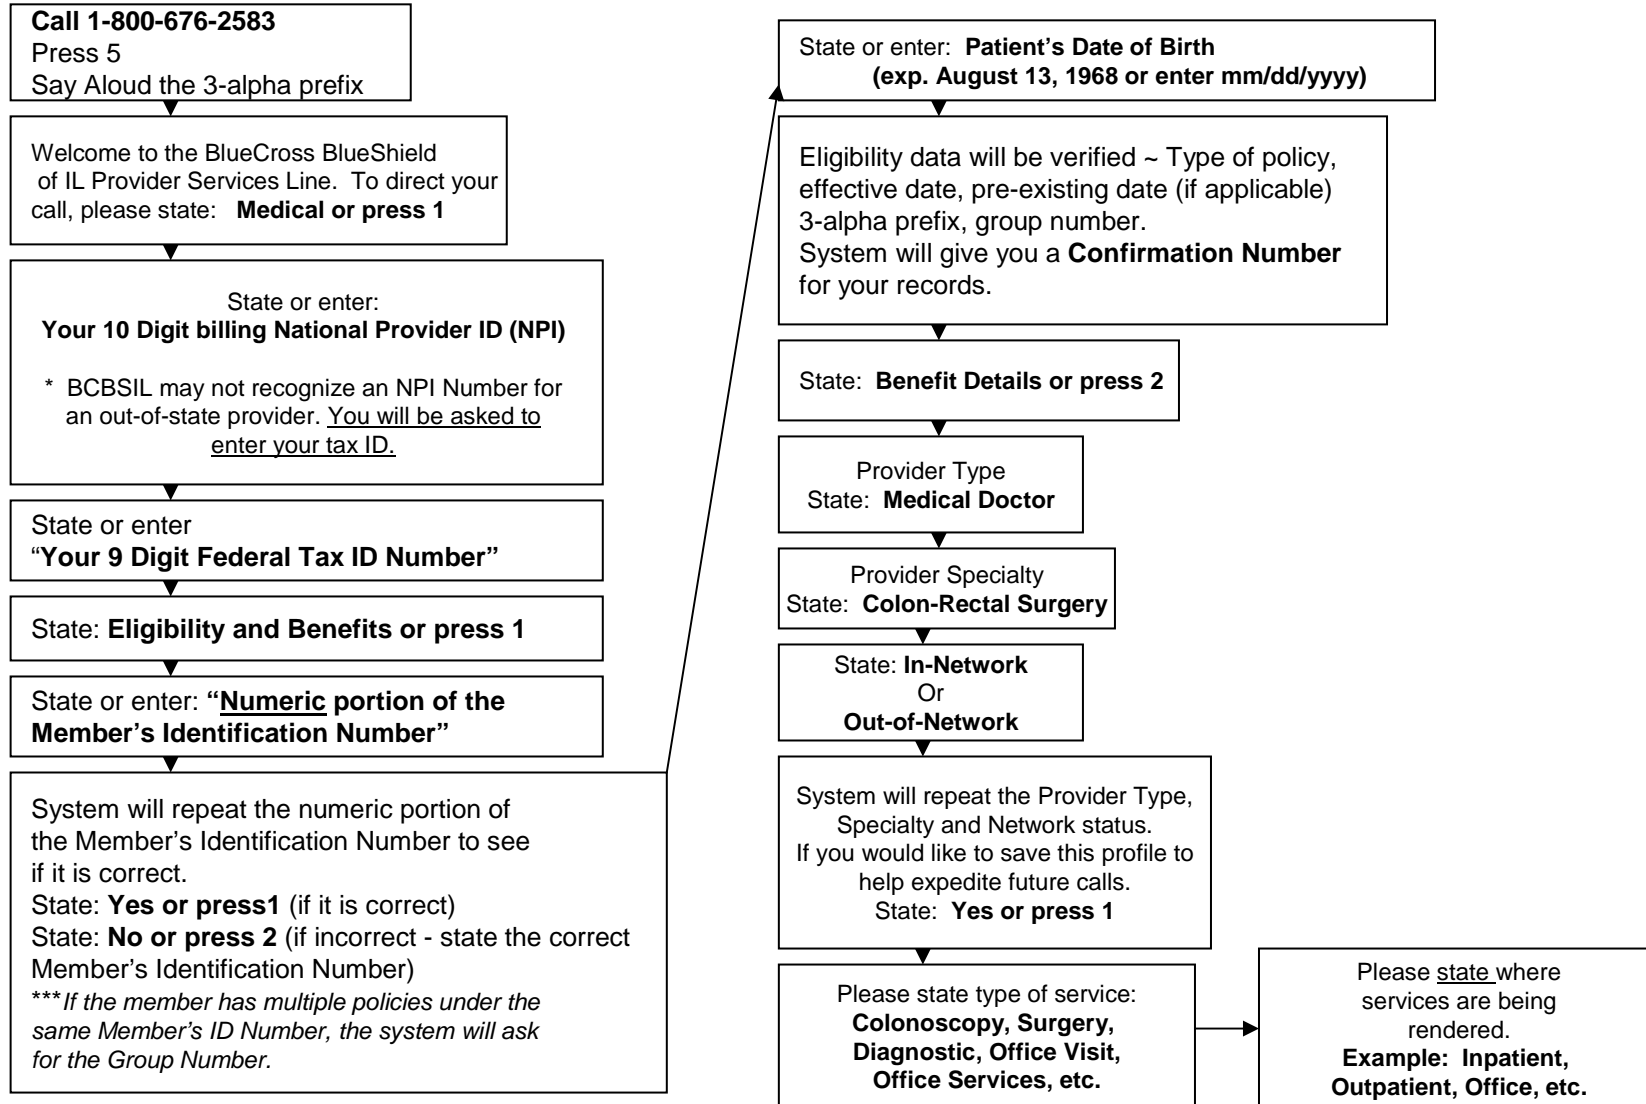 Call 1-800-676-2583
Press 5
Say Aloud the 3-alpha prefix
Welcome to the BlueCross BlueShield
of IL Provider Services Line. To direct your
call, please state: Medical or press 1
State or enter:
Your 10 Digit billing National Provider ID (NPI)
* BCBSIL may not recognize an NPI Number for
an out-of-state provider. You will be asked to
enter your tax ID.
State or enter
“Your 9 Digit Federal Tax ID Number”
State: Eligibility and Benefits or press 1
State or enter: “Numeric portion of the
Member’s Identification Number”
System will repeat the numeric portion of
the Member’s Identification Number to see
if it is correct.
State: Yes or press1 (if it is correct)
State: No or press 2 (if incorrect - state the correct
Member’s Identification Number)
***If the member has multiple policies under the
same Member’s ID Number, the system will ask
for the Group Number.
State or enter: Patient’s Date of Birth
(exp. August 13, 1968 or enter mm/dd/yyyy)
Eligibility data will be verified ~ Type of policy,
effective date, pre-existing date (if applicable)
3-alpha prefix, group number.
System will give you a Confirmation Number
for your records.
State: Benefit Details or press 2
Provider Type
State: Medical Doctor
Provider Specialty
State: Colon-Rectal Surgery
State: In-Network
Or
Out-of-Network
System will repeat the Provider Type,
Specialty and Network status.
If you would like to save this profile to
help expedite future calls.
State: Yes or press 1
Please state type of service:
Colonoscopy, Surgery,
Diagnostic, Office Visit,
Office Services, etc.
Please state where
services are being
rendered.
Example: Inpatient,
Outpatient, Office, etc.